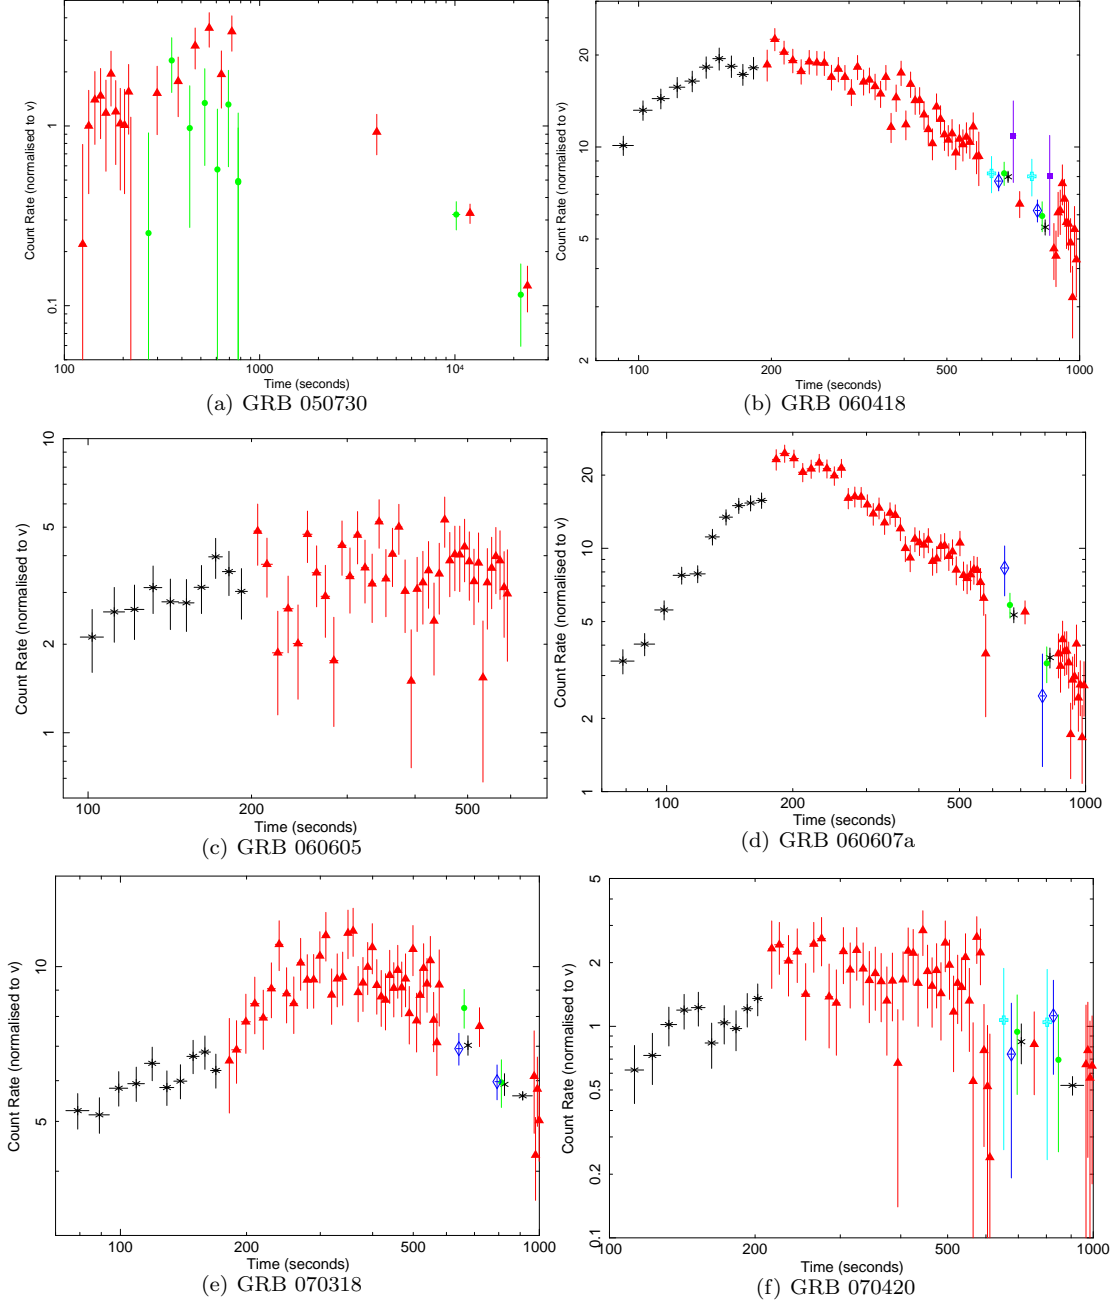 Count Rate (normalised to v)
5
1
0.1
100
1000
10⁴
Time (seconds)
(a) GRB 050730
Count Rate (normalised to v)
20
10
5
2
100
200
500
1000
Time (seconds)
(b) GRB 060418
Count Rate (normalised to v)
10
5
2
1
100
200
500
Time (seconds)
(c) GRB 060605
Count Rate (normalised to v)
20
10
5
2
1
100
200
500
1000
Time (seconds)
(d) GRB 060607a
Count Rate (normalised to v)
10
5
100
200
500
1000
Time (seconds)
(e) GRB 070318
Count Rate (normalised to v)
5
2
1
0.5
0.2
0.1
100
200
500
1000
Time (seconds)
(f) GRB 070420